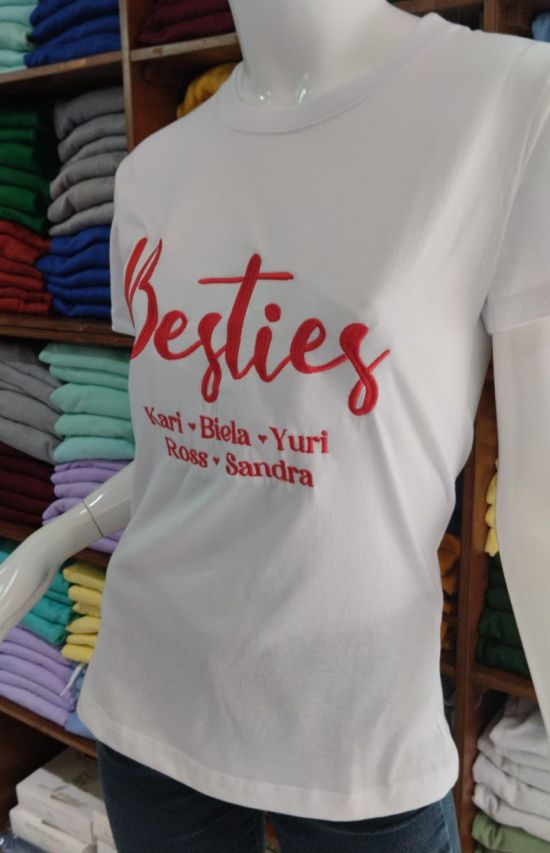 Besties
Kari ♥ Biela ♥ Yuri
Ross ♥ Sandra